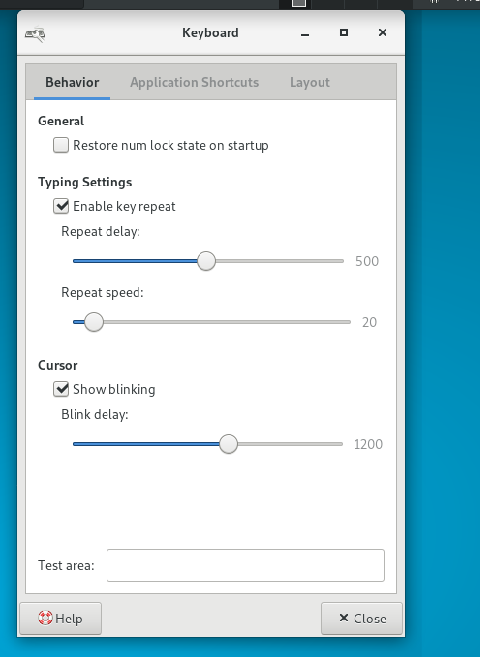 Keyboard
Behavior Application Shortcuts Layout
General
Restore num lock state on startup
Typing Settings
Enable key repeat
Repeat delay:
500
Repeat speed:
20
Cursor
Show blinking
Blink delay:
1200
Test area:
Help Close